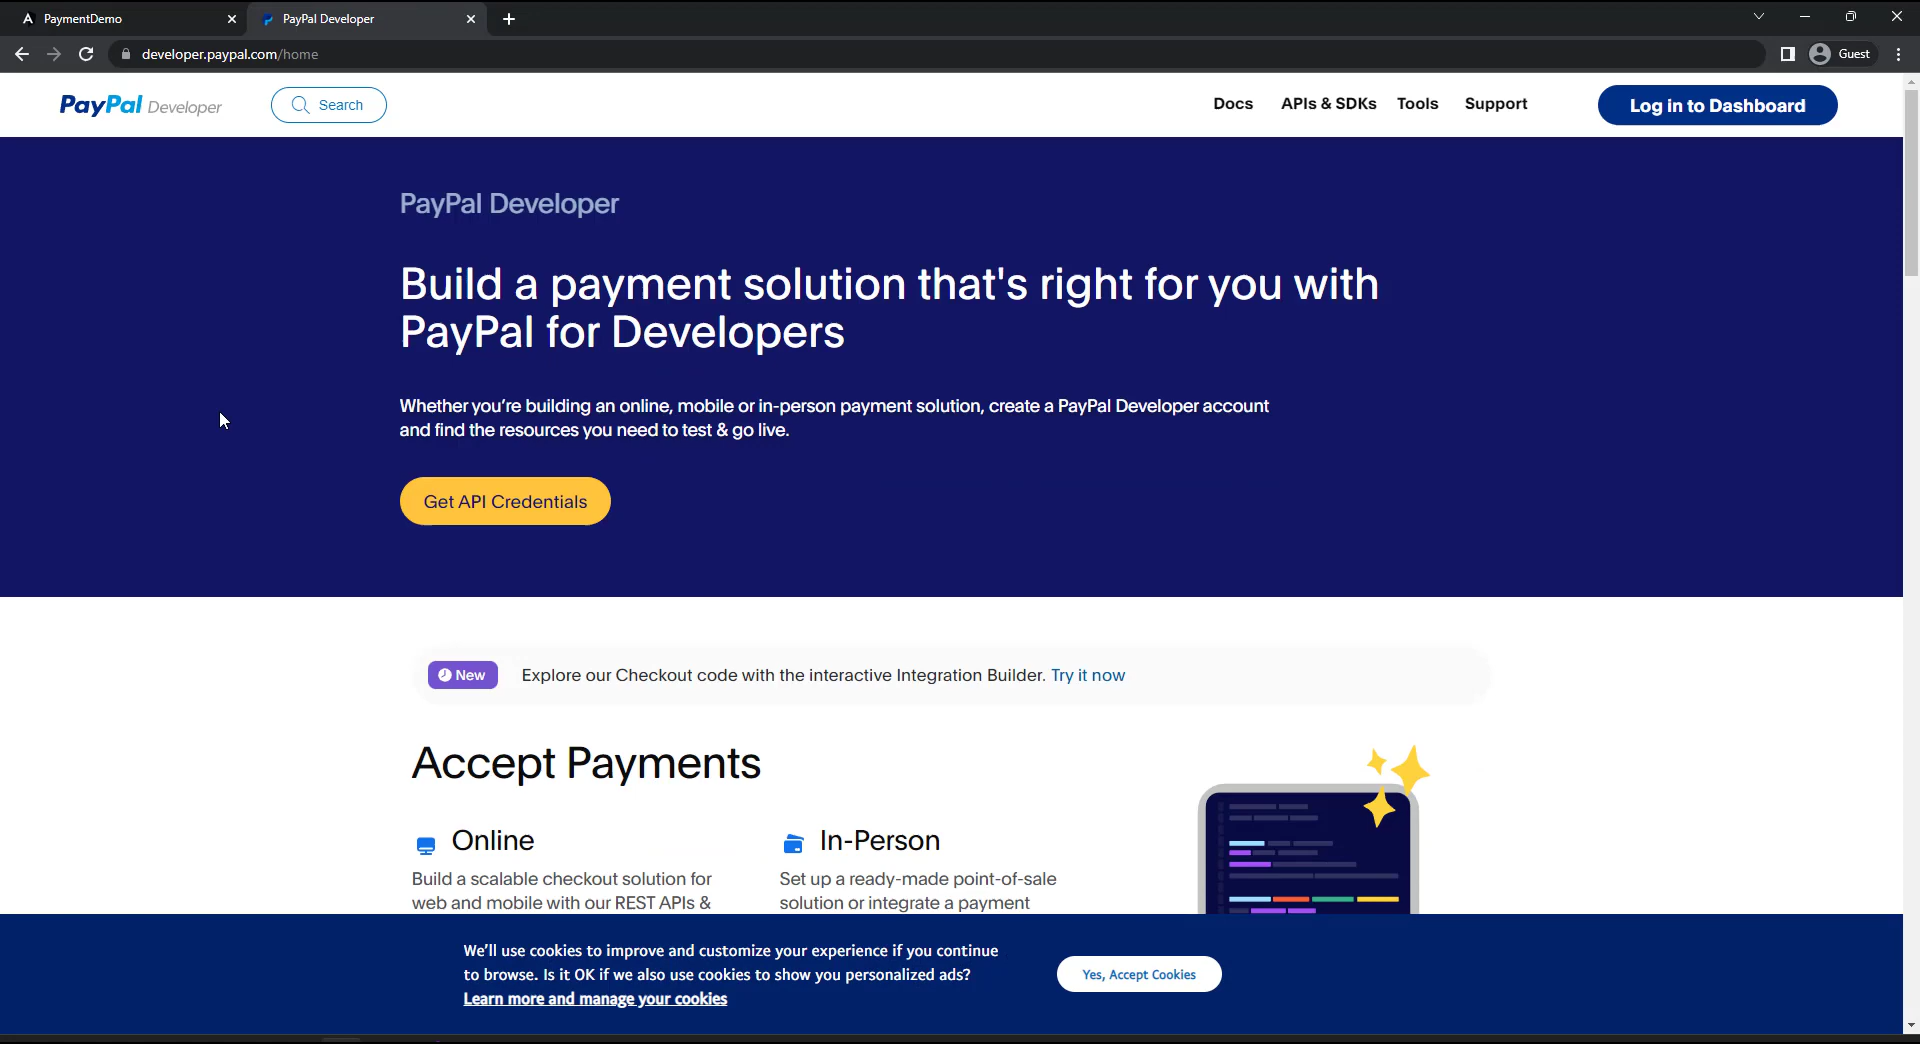 PaymentDemo
PayPal Developer
developer.paypal.com/home
Guest
PayPal Developer
Search
Docs
APIs & SDKs
Tools
Support
Log in to Dashboard
PayPal Developer
Build a payment solution that's right for you with
PayPal for Developers
Whether you're building an online, mobile or in-person payment solution, create a PayPal Developer account
and find the resources you need to test & go live.
Get API Credentials
New
Explore our Checkout code with the interactive Integration Builder. Try it now
Accept Payments
Online
Build a scalable checkout solution for
web and mobile with our REST APIs &
In-Person
Set up a ready-made point-of-sale
solution or integrate a payment
We'll use cookies to improve and customize your experience if you continue
to browse. Is it OK if we also use cookies to show you personalized ads?
Learn more and manage your cookies
Yes, Accept Cookies